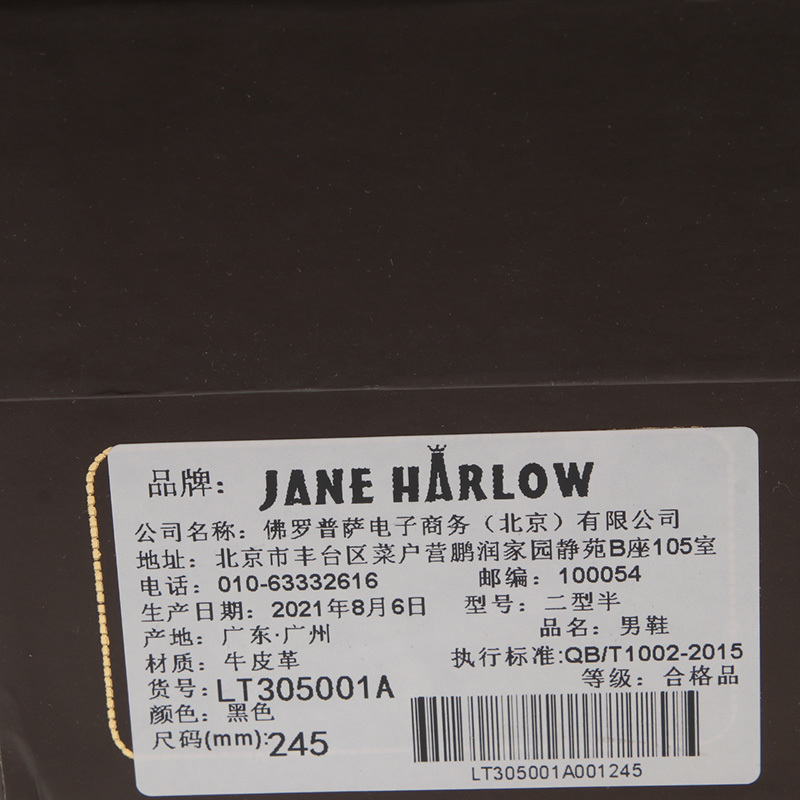 品牌: JANE HARLOW
公司名称: 佛罗普萨电子商务（北京）有限公司
地址: 北京市丰台区菜户营鹏润家园静苑B座105室
电话: 010-63332616 邮编: 100054
生产日期: 2021年8月6日 型号: 二型半
产地: 广东·广州 品名: 男鞋
材质: 牛皮革 执行标准:QB/T1002-2015
货号:LT305001A 等级: 合格品
颜色: 黑色
尺码(mm):245
LT305001A001245